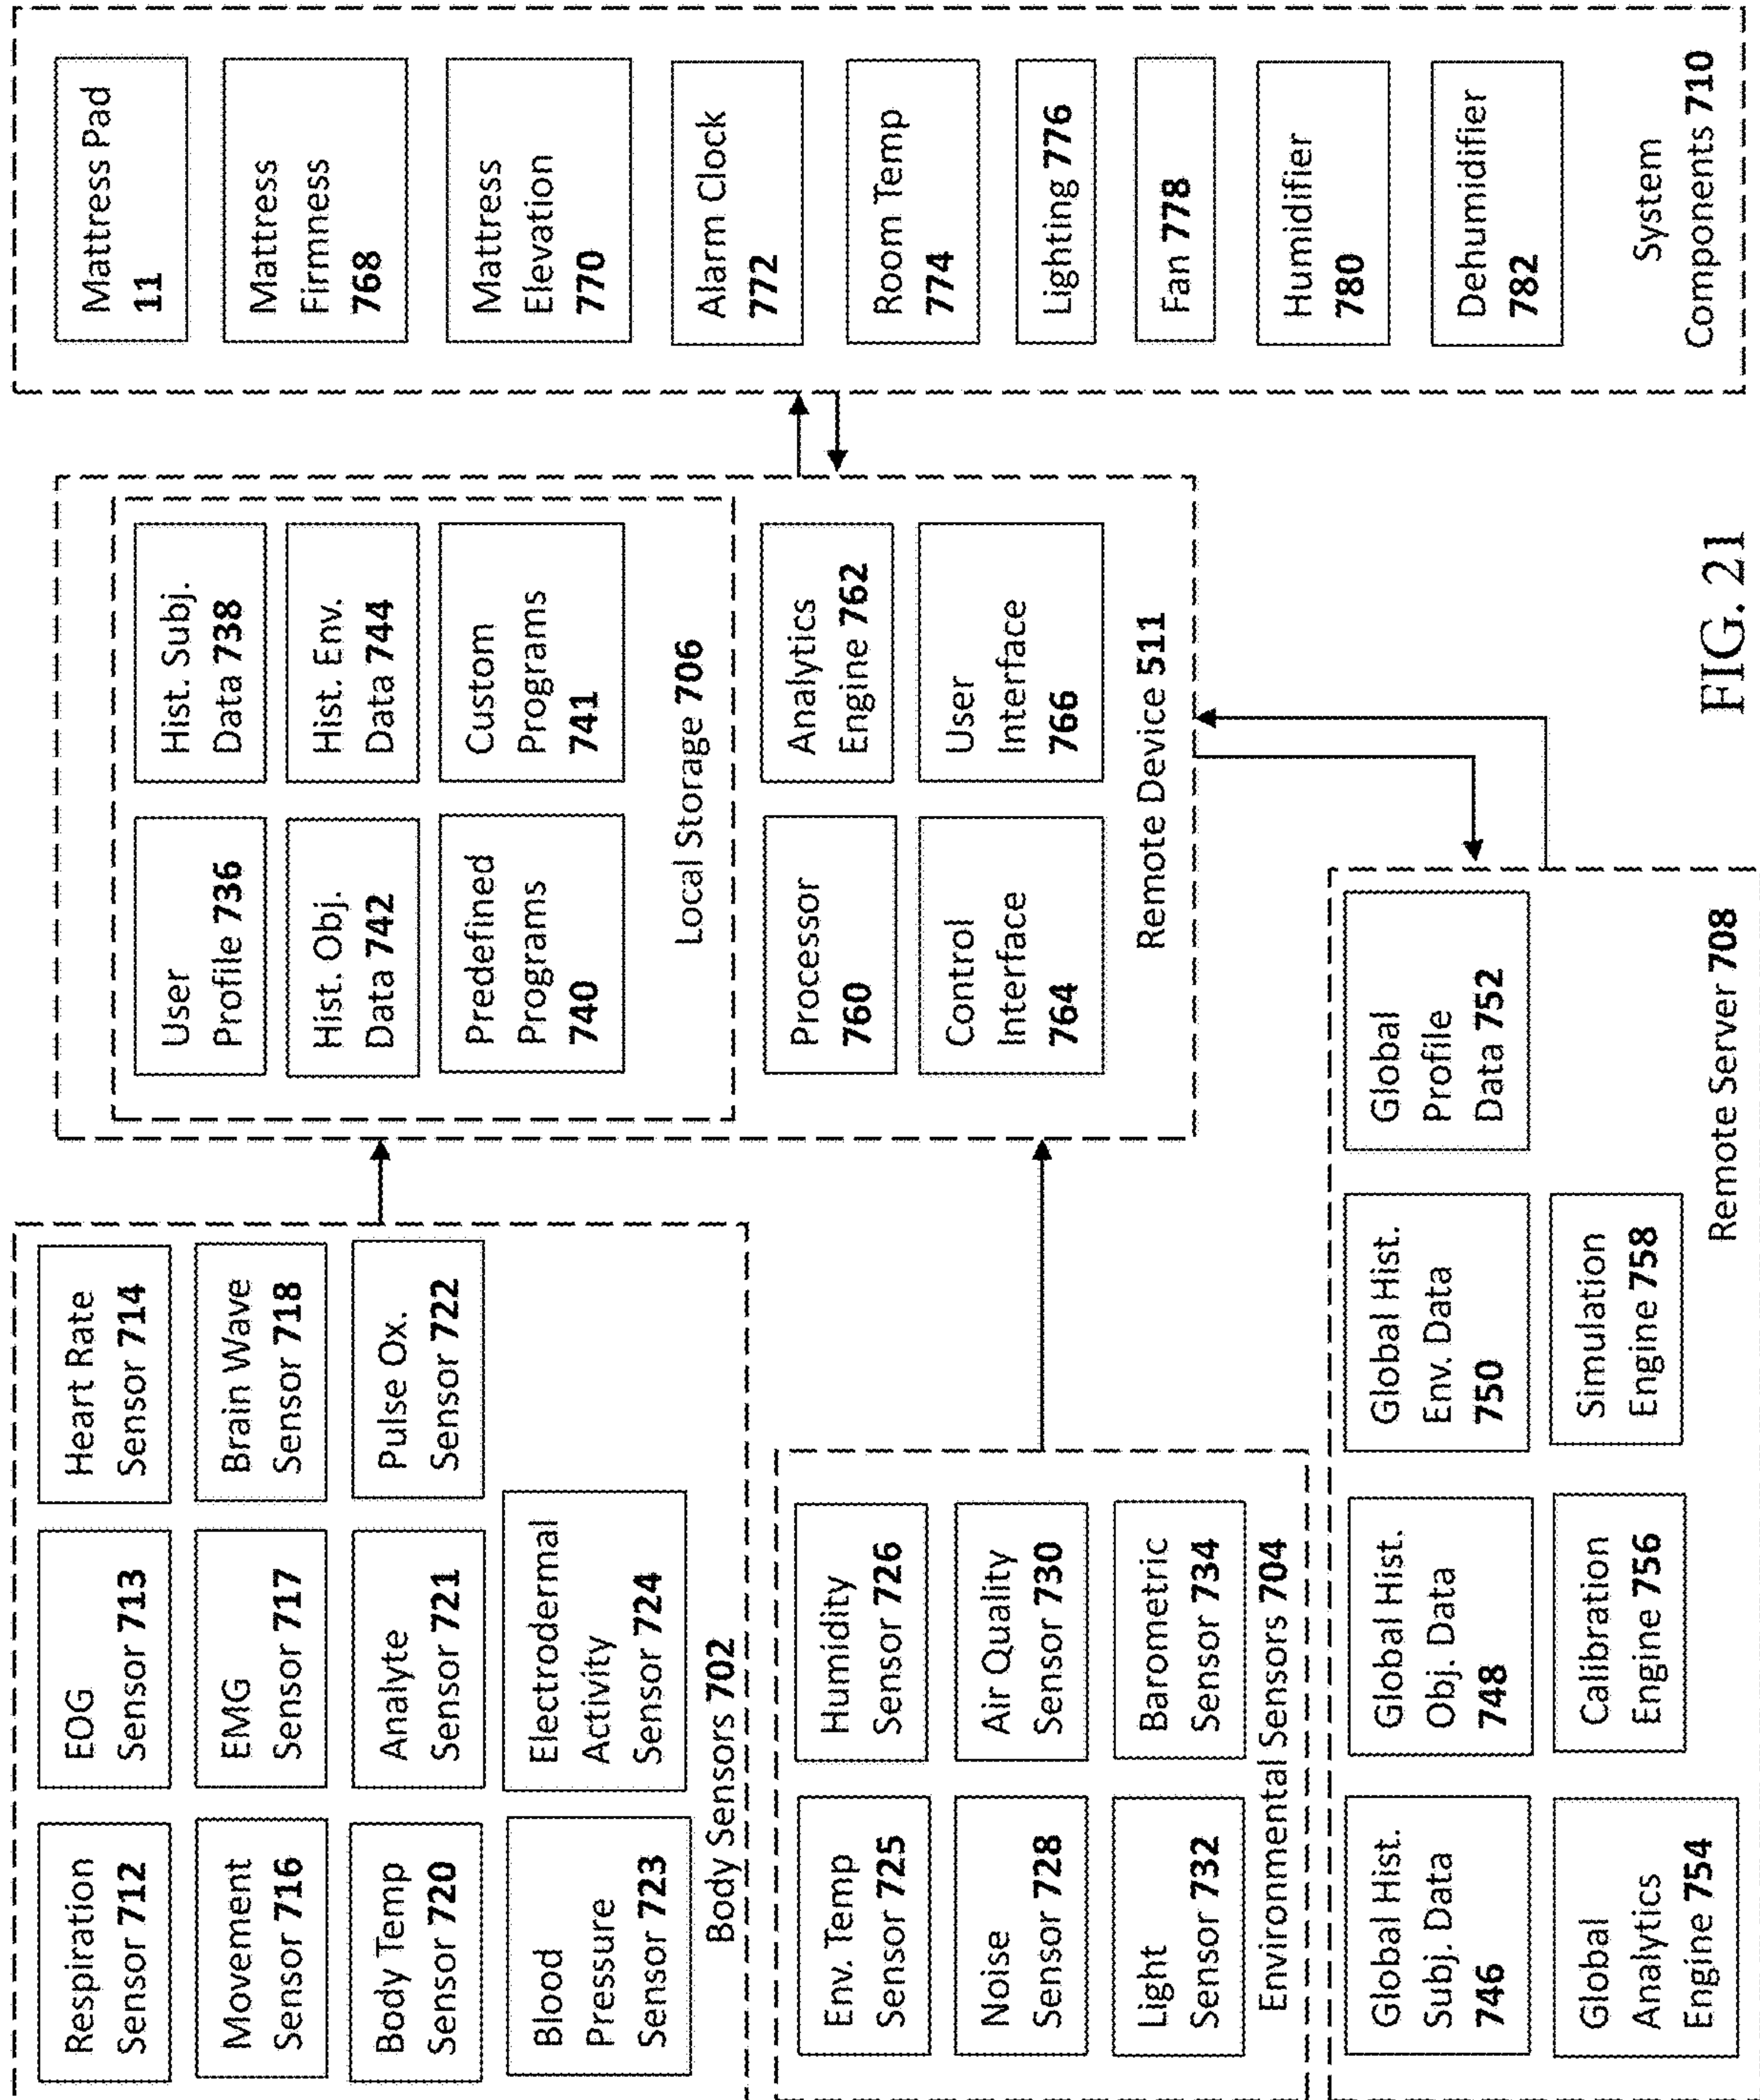 Respiration
Sensor 712
EOG
Sensor 713
Heart Rate
Sensor 714
Movement
Sensor 716
EMG
Sensor 717
Brain Wave
Sensor 718
Body Temp
Sensor 720
Analyte
Sensor 721
Pulse Ox.
Sensor 722
Blood
Pressure
Sensor 723
Electrodermal
Activity
Sensor 724
Body Sensors 702
Env. Temp
Sensor 725
Humidity
Sensor 726
Noise
Sensor 728
Air Quality
Sensor 730
Light
Sensor 732
Barometric
Sensor 734
Environmental Sensors 704
Global Hist.
Subj. Data
746
Global Hist.
Obj. Data
748
Global Hist.
Env. Data
750
Global
Profile
Data 752
Global
Analytics
Engine 754
Calibration
Engine 756
Simulation
Engine 758
Remote Server 708
User
Profile 736
Hist. Subj.
Data 738
Hist. Obj.
Data 742
Hist. Env.
Data 744
Predefined
Programs
740
Custom
Programs
741
Local Storage 706
Processor
760
Analytics
Engine 762
Control
Interface
764
User
Interface
766
Remote Device 511
Mattress Pad
11
Mattress
Firmness
768
Mattress
Elevation
770
Alarm Clock
772
Room Temp
774
Lighting 776
Fan 778
Humidifier
780
Dehumidifier
782
System
Components 710
FIG. 21